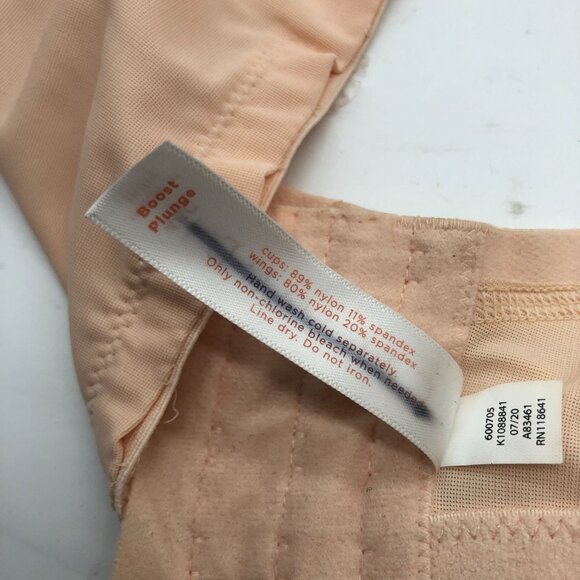 Boost
Plunge
cups: 89% nylon 11% spandex
wings: 80% nylon 20% spandex
Hand wash cold separately.
Only non-chlorine bleach when needed.
Line dry. Do not iron.
60070S
K1088841
07/20
A83461
RN118641